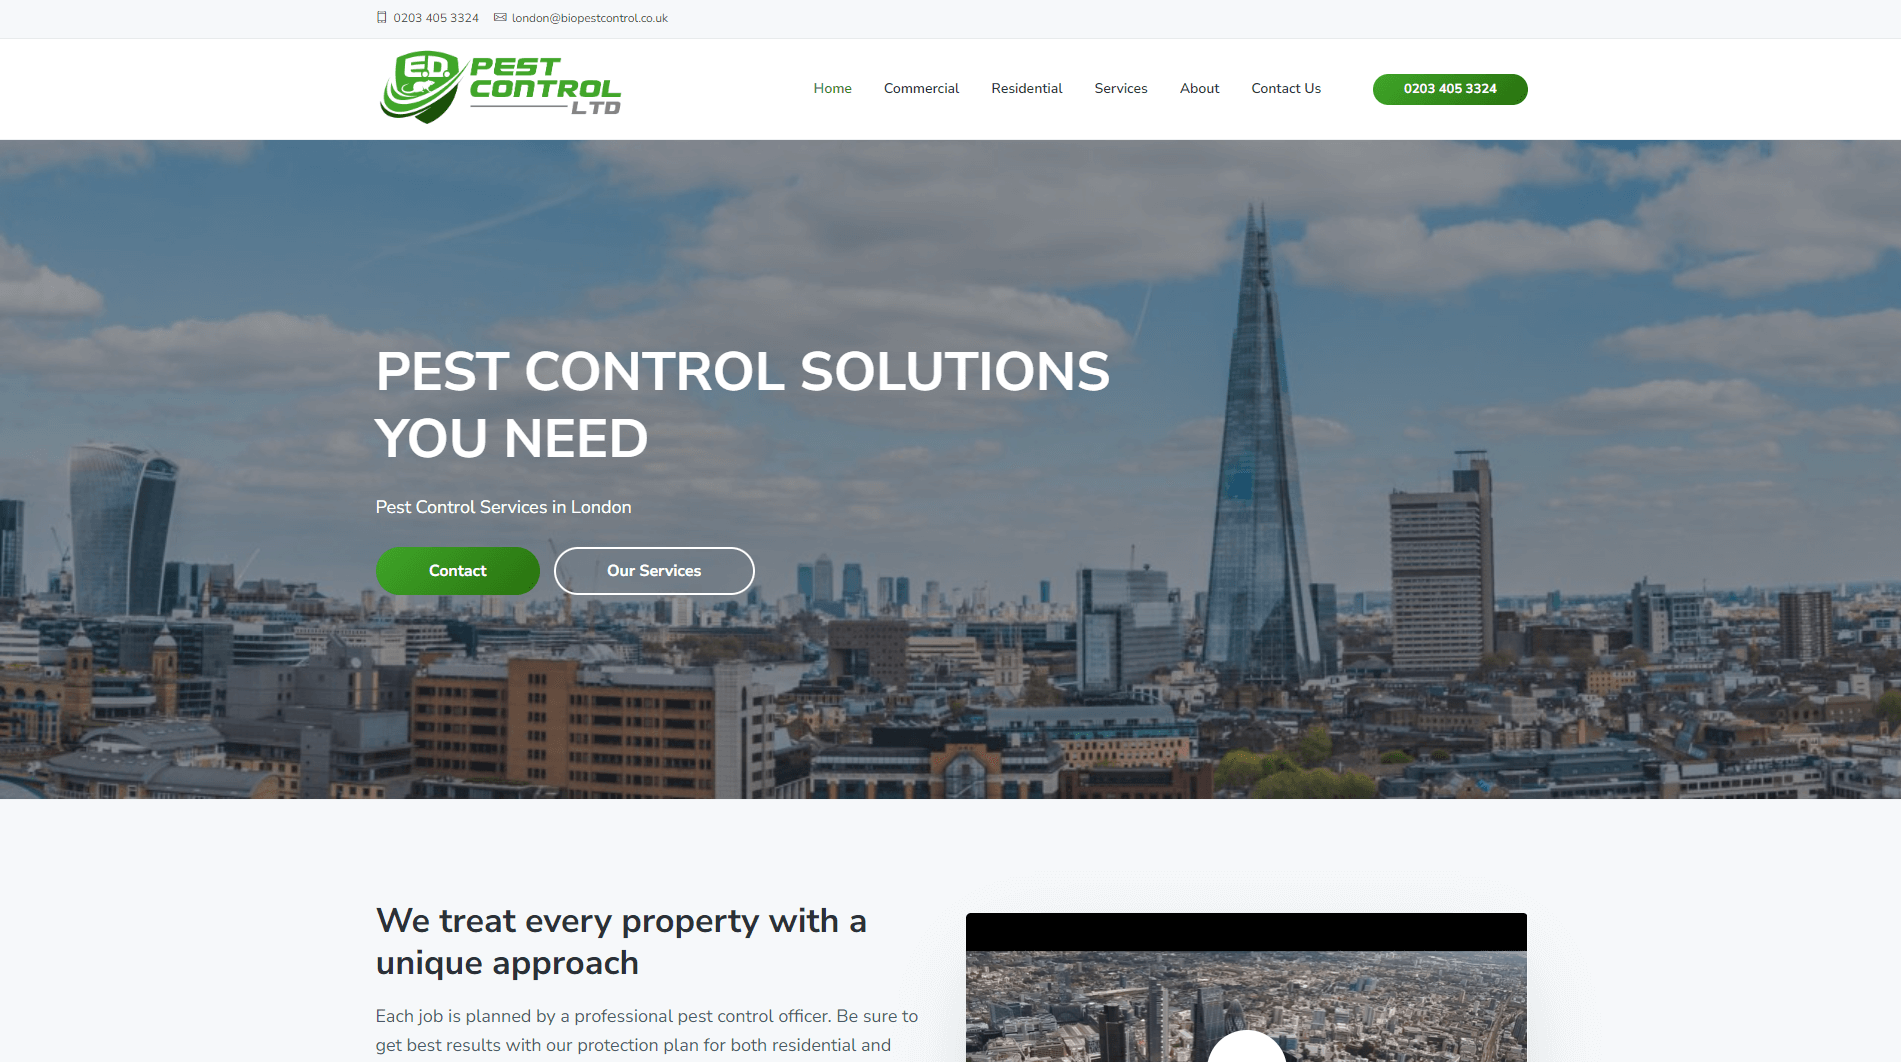 0203 405 3324 london@biopestcontrol.co.uk
ED PEST
CONTROL
LTD
Home Commercial Residential Services About Contact Us 0203 405 3324
PEST CONTROL SOLUTIONS
YOU NEED
Pest Control Services in London
Contact Our Services
We treat every property with a
unique approach
Each job is planned by a professional pest control officer. Be sure to
get best results with our protection plan for both residential and